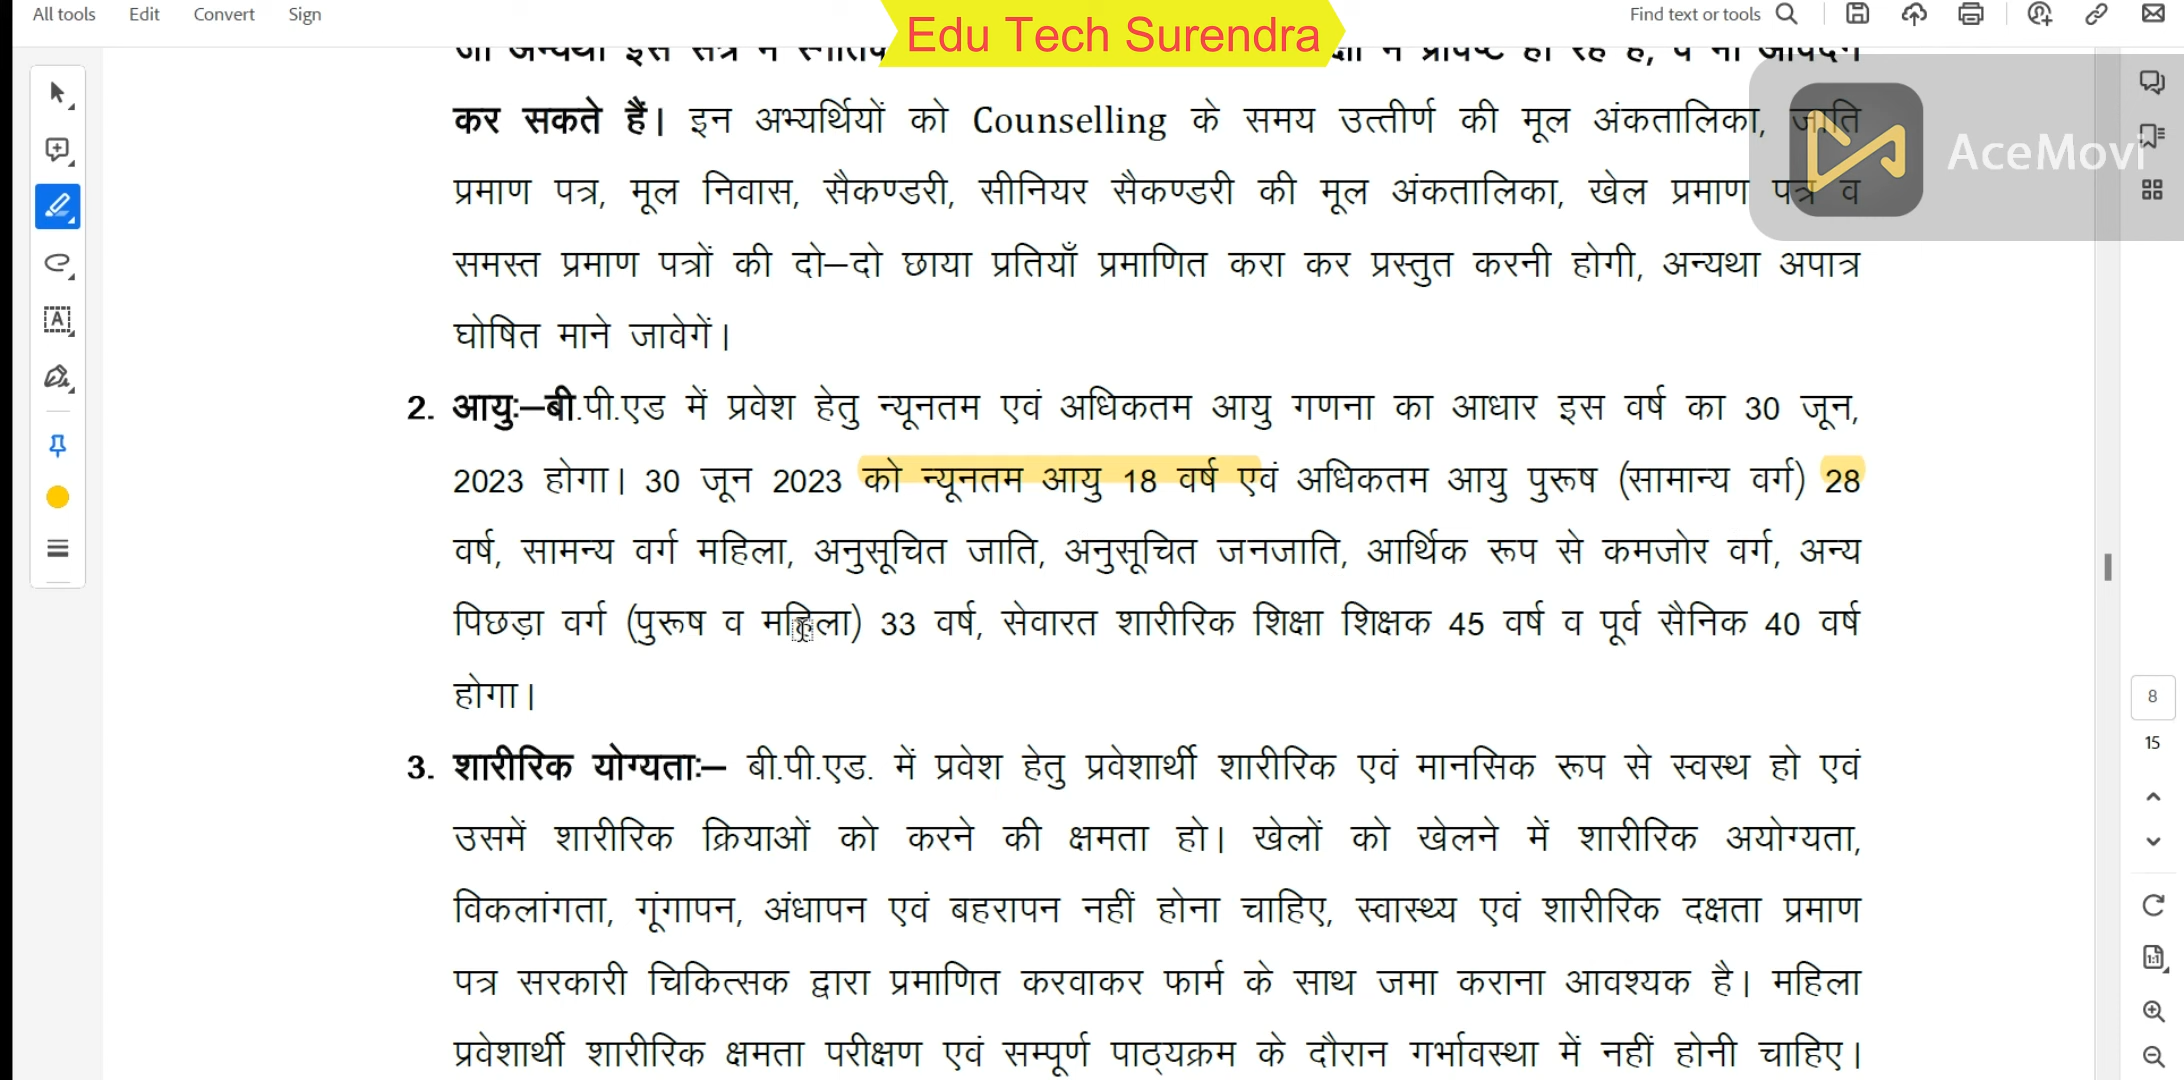 All tools Edit Convert Sign
Edu Tech Surendra
Find text or tools
कर सकते हैं। इन अभ्यर्थियों को Counselling के समय उत्तीर्ण की मूल अंकतालिका, जाति
AceMovi
प्रमाण पत्र, मूल निवास, सैकण्डरी, सीनियर सैकण्डरी की मूल अंकतालिका, खेल प्रमाण पत्र व
समस्त प्रमाण पत्रों की दो–दो छाया प्रतियाँ प्रमाणित करा कर प्रस्तुत करनी होगी, अन्यथा अपात्र
घोषित माने जावेगें।
2. आयुः–बी.पी.एड में प्रवेश हेतु न्यूनतम एवं अधिकतम आयु गणना का आधार इस वर्ष का 30 जून,
2023 होगा। 30 जून 2023 को न्यूनतम आयु 18 वर्ष एवं अधिकतम आयु पुरूष (सामान्य वर्ग) 28
वर्ष, सामन्य वर्ग महिला, अनुसूचित जाति, अनुसूचित जनजाति, आर्थिक रूप से कमजोर वर्ग, अन्य
पिछड़ा वर्ग (पुरूष व महिला) 33 वर्ष, सेवारत शारीरिक शिक्षा शिक्षक 45 वर्ष व पूर्व सैनिक 40 वर्ष
होगा।
8
15
3. शारीरिक योग्यताः– बी.पी.एड. में प्रवेश हेतु प्रवेशार्थी शारीरिक एवं मानसिक रूप से स्वस्थ हो एवं
उसमें शारीरिक क्रियाओं को करने की क्षमता हो। खेलों को खेलने में शारीरिक अयोग्यता,
विकलांगता, गूंगापन, अंधापन एवं बहरापन नहीं होना चाहिए, स्वास्थ्य एवं शारीरिक दक्षता प्रमाण
पत्र सरकारी चिकित्सक द्वारा प्रमाणित करवाकर फार्म के साथ जमा कराना आवश्यक है। महिला
प्रवेशार्थी शारीरिक क्षमता परीक्षण एवं सम्पूर्ण पाठ्यक्रम के दौरान गर्भावस्था में नहीं होनी चाहिए।